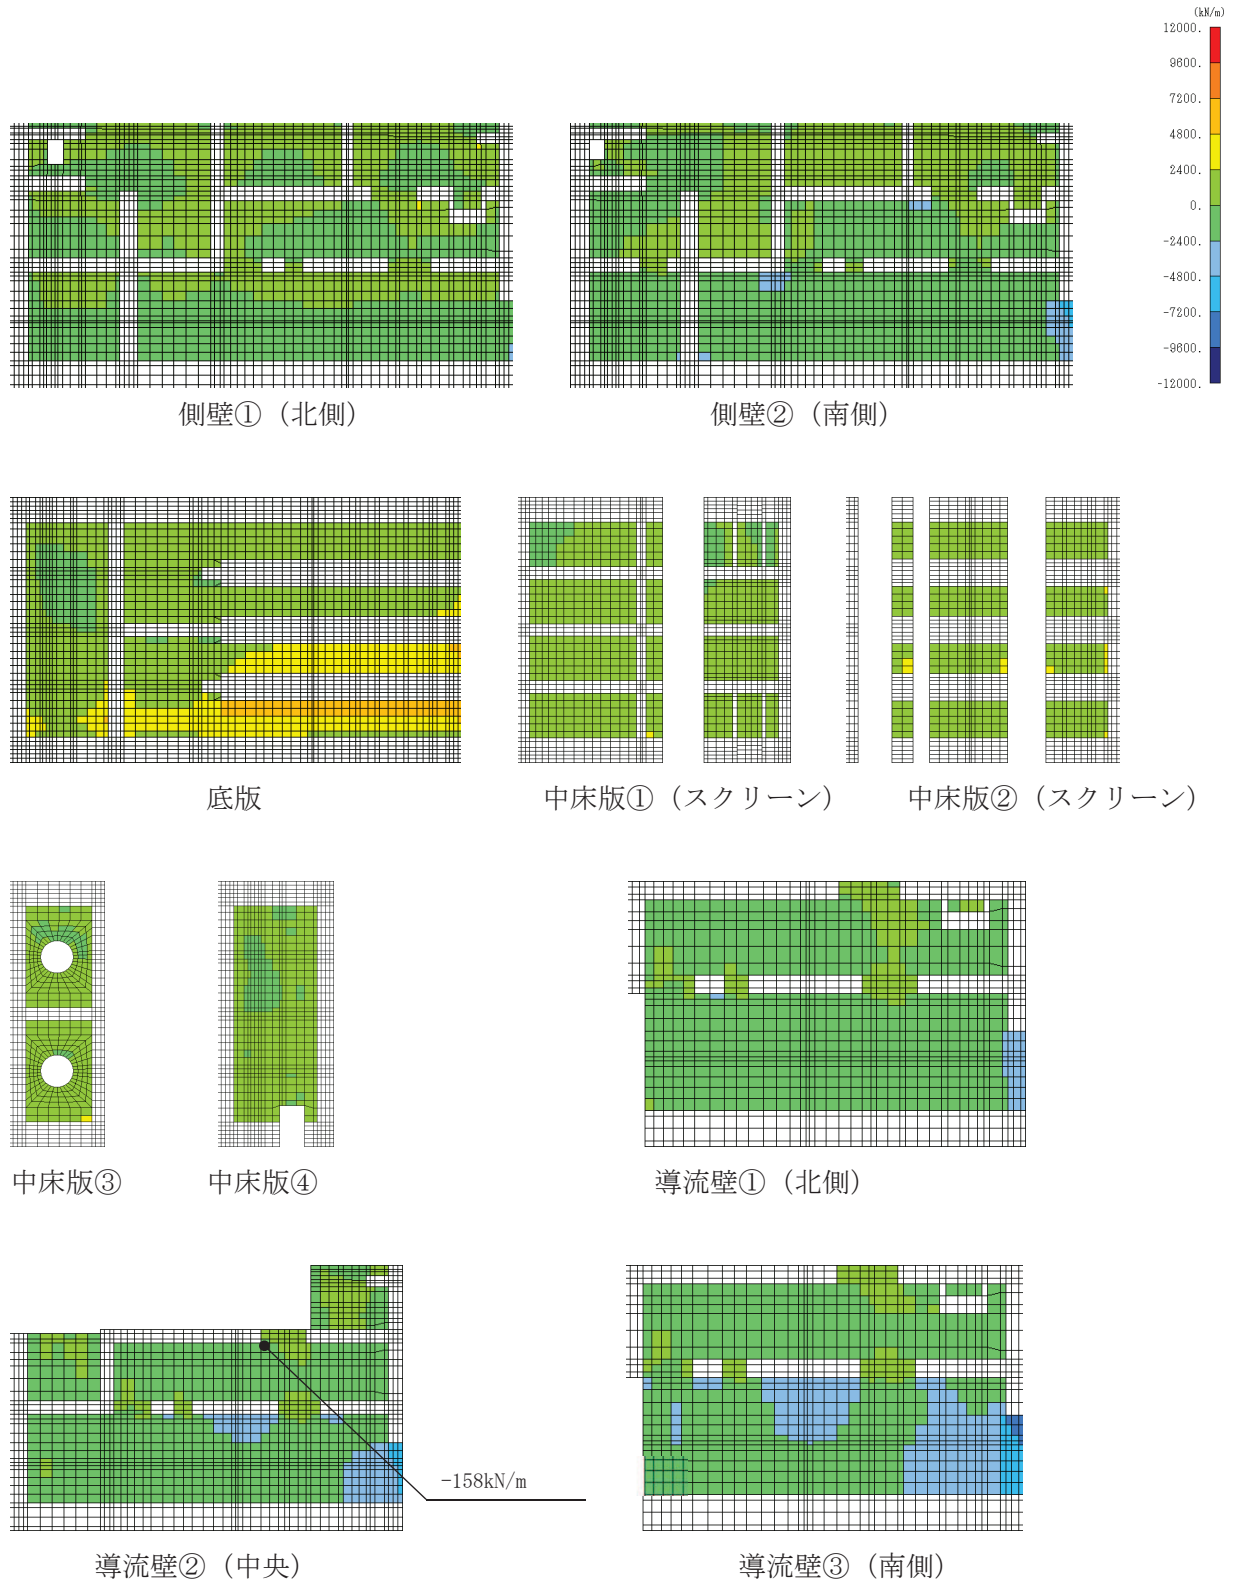 (kN/m)
12000.
9600.
7200.
4800.
2400.
0.
-2400.
-4800.
-7200.
-9600.
-12000.
側壁①（北側）
側壁②（南側）
底版
中床版①（スクリーン）
中床版②（スクリーン）
中床版③
中床版④
導流壁①（北側）
-158kN/m
導流壁②（中央）
導流壁③（南側）